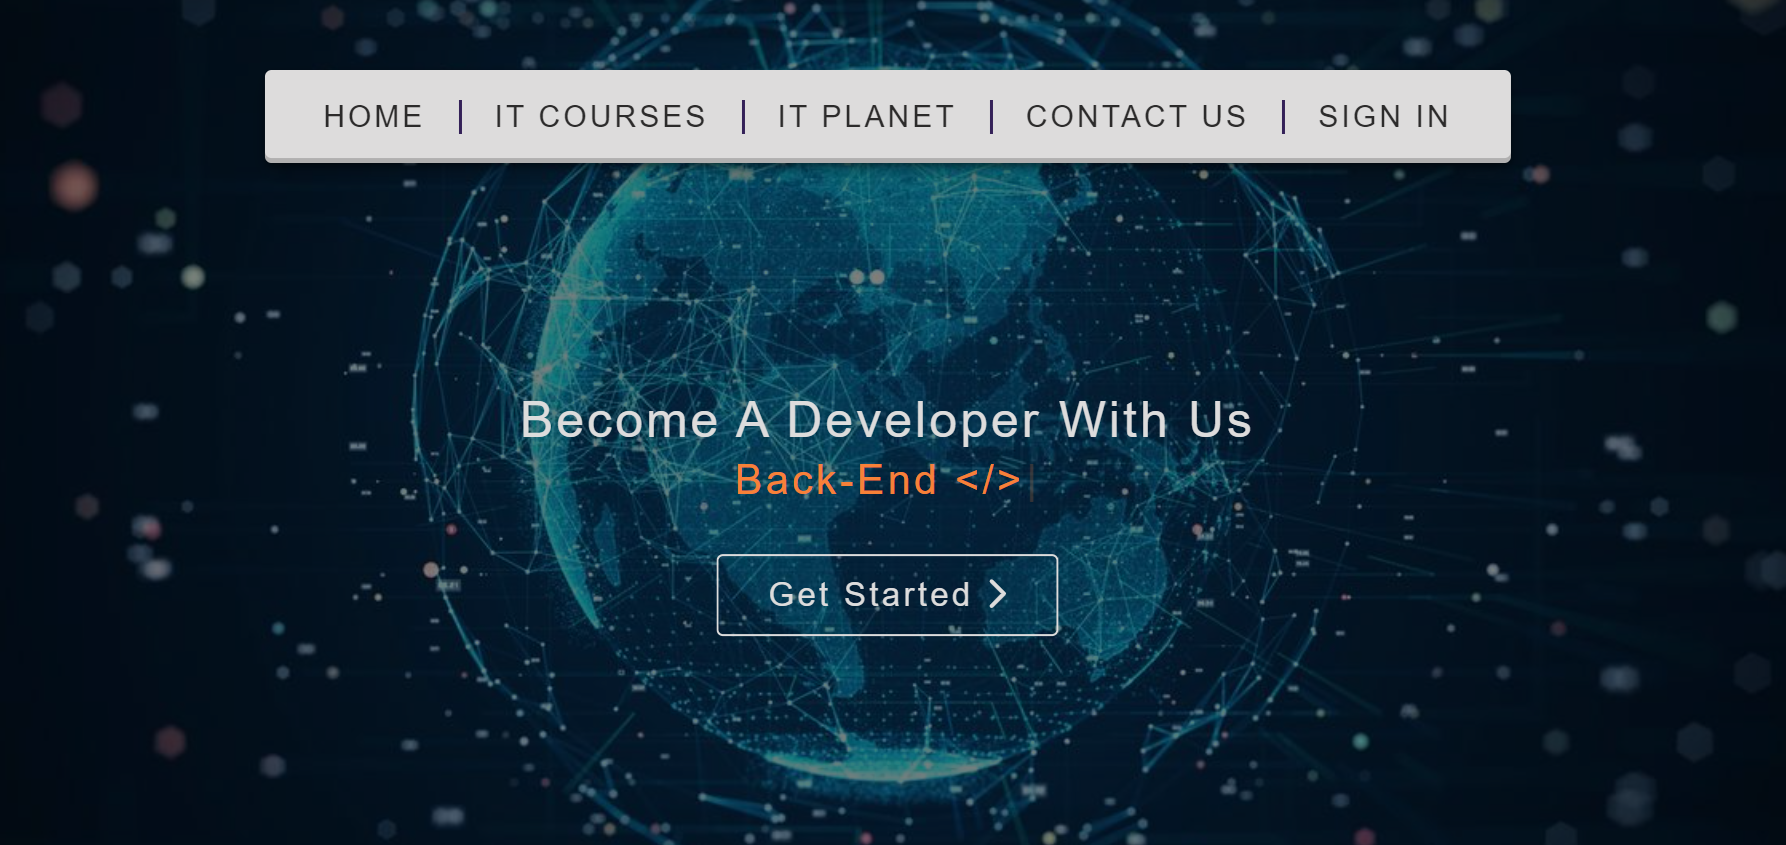 HOME | IT COURSES | IT PLANET | CONTACT US | SIGN IN
Become A Developer With Us
Back-End </>|
Get Started >